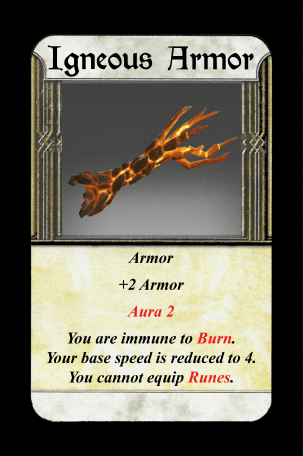 Igneous Armor
Armor
+2 Armor
Aura 2
You are immune to Burn.
Your base speed is reduced to 4.
You cannot equip Runes.